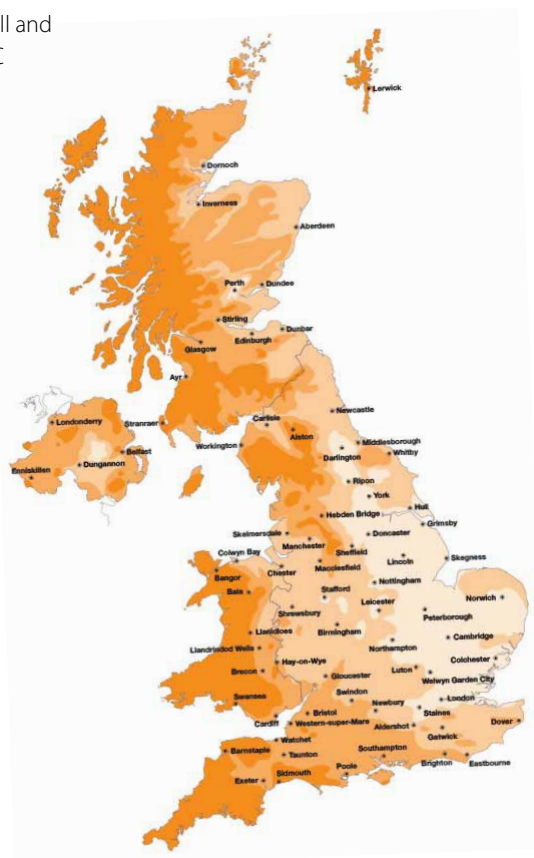 ll and
C
Lerwick
Dornoch
Inverness
Aberdeen
Perth
Dundee
Stirling
Dunbar
Edinburgh
Glasgow
Ayr
Newcastle
Stranraer
Carlisle
Londonderry
Alston
Workington
Middlesborough
Whitby
Belfast
Darlington
Dungannon
Enniskillen
Ripon
York
Hull
Hebden Bridge
Grimsby
Skelmersdale
Doncaster
Manchester
Sheffield
Colwyn Bay
Lincoln
Skegness
Macclesfield
Chester
Bangor
Nottingham
Bala
Stafford
Norwich
Leicester
Shrewsbury
Peterborough
Birmingham
Llanidloes
Cambridge
Northampton
Llandrindod Wells
Hay-on-Wye
Colchester
Luton
Brecon
Gloucester
Welwyn Garden City
Swindon
Swansea
Newbury
London
Bristol
Staines
Cardiff
Western-super-Mare
Aldershot
Dover
Gatwick
Watchet
Barnstaple
Taunton
Southampton
Brighton
Eastbourne
Poole
Sidmouth
Exeter